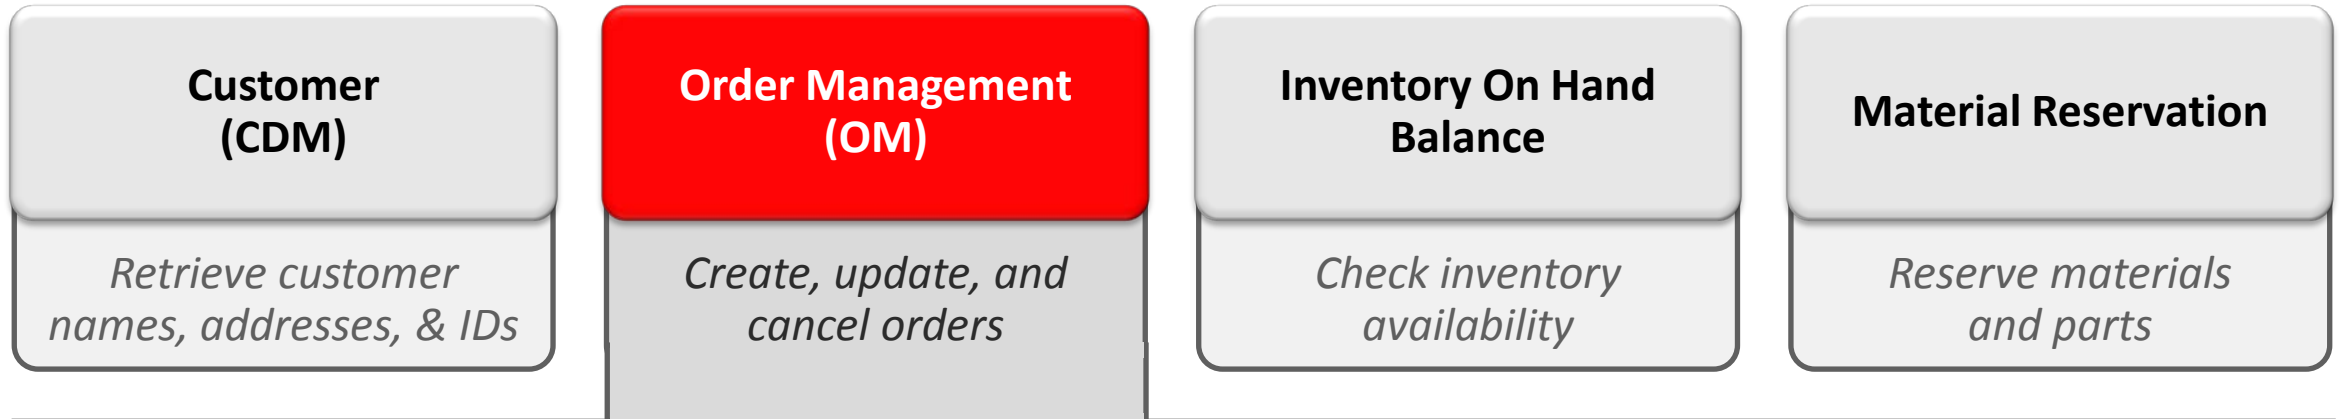 Customer
(CDM)
Retrieve customer
names, addresses, & IDs
Order Management
(OM)
Create, update, and
cancel orders
Inventory On Hand
Balance
Check inventory
availability
Material Reservation
Reserve materials
and parts